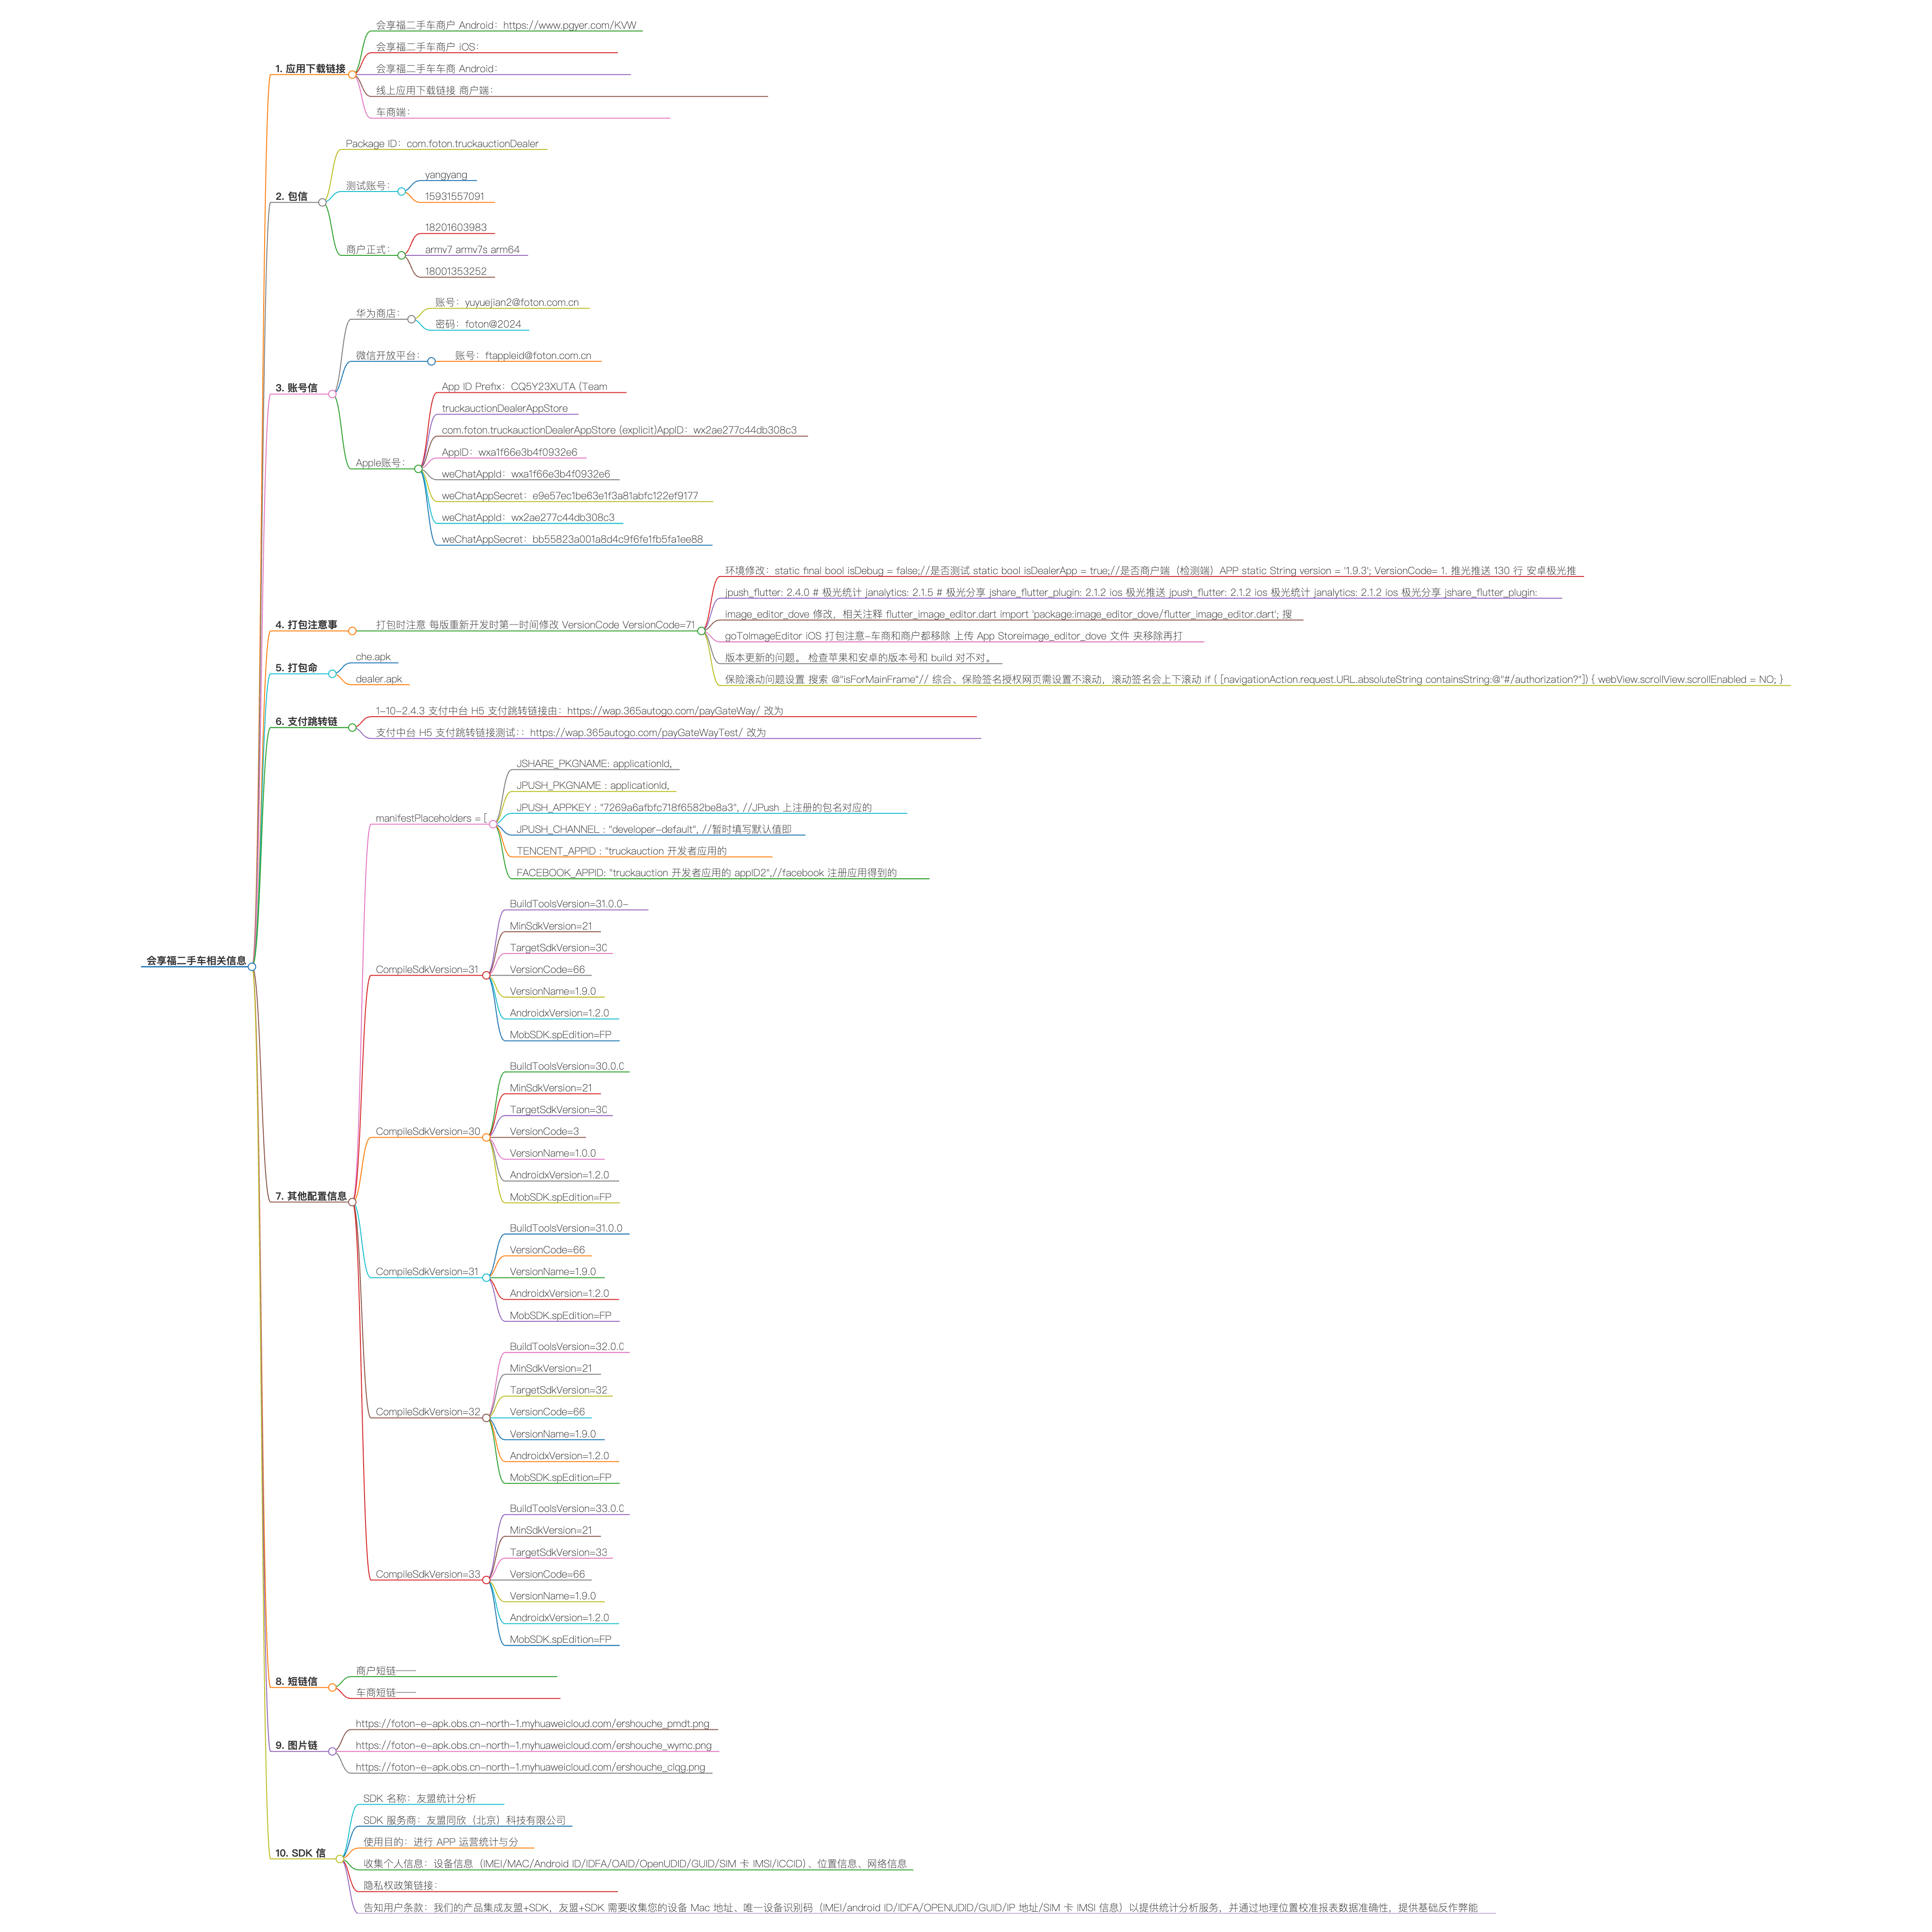 会享福二手车相关信息
1. 应用下载链接
会享福二手车商户 Android：https://www.pgyer.com/KVW
会享福二手车商户 iOS：
会享福二手车车商 Android：
线上应用下载链接 商户端：
车商端：
2. 包信
Package ID：com.foton.truckauctionDealer
测试账号：
yangyang
15931557091
商户正式：
18201603983
armv7 armv7s arm64
18001353252
3. 账号信
华为商店：
账号：yuyuejian2@foton.com.cn
密码：foton@2024
微信开放平台：
账号：ftappleid@foton.com.cn
Apple账号：
App ID Prefix：CQ5Y23XUTA (Team
truckauctionDealerAppStore
com.foton.truckauctionDealerAppStore (explicit)AppID：wx2ae277c44db308c3
AppID：wxa1f66e3b4f0932e6
weChatAppId：wxa1f66e3b4f0932e6
weChatAppSecret：e9e57ec1be63e1f3a81abfc122ef9177
weChatAppId：wx2ae277c44db308c3
weChatAppSecret：bb55823a001a8d4c9f6fe1fb5fa1ee88
4. 打包注意事
打包时注意 每版重新开发时第一时间修改 VersionCode VersionCode=71
环境修改：static final bool isDebug = false;//是否测试 static bool isDealerApp = true;//是否商户端（检测端）APP static String version = '1.9.3'; VersionCode= 1. 推光推送 130 行 安卓极光推
jpush_flutter: 2.4.0 # 极光统计 janalytics: 2.1.5 # 极光分享 jshare_flutter_plugin: 2.1.2 ios 极光推送 jpush_flutter: 2.1.2 ios 极光统计 janalytics: 2.1.2 ios 极光分享 jshare_flutter_plugin:
image_editor_dove 修改，相关注释 flutter_image_editor.dart import 'package:image_editor_dove/flutter_image_editor.dart'; 搜
goToImageEditor iOS 打包注意-车商和商户都移除 上传 App Storeimage_editor_dove 文件 夹移除再打
版本更新的问题。 检查苹果和安卓的版本号和 build 对不对。
保险滚动问题设置 搜索 @"isForMainFrame"// 综合、保险签名授权网页需设置不滚动，滚动签名会上下滚动 if ( [navigationAction.request.URL.absoluteString containsString:@"#/authorization?"]) { webView.scrollView.scrollEnabled = NO; }
5. 打包命
che.apk
dealer.apk
6. 支付跳转链
1-10-2.4.3 支付中台 H5 支付跳转链接由：https://wap.365autogo.com/payGateWay/ 改为
支付中台 H5 支付跳转链接测试：：https://wap.365autogo.com/payGateWayTest/ 改为
7. 其他配置信息
manifestPlaceholders = [
JSHARE_PKGNAME: applicationId,
JPUSH_PKGNAME : applicationId,
JPUSH_APPKEY : "7269a6afbfc718f6582be8a3", //JPush 上注册的包名对应的
JPUSH_CHANNEL : "developer-default", //暂时填写默认值即
TENCENT_APPID : "truckauction 开发者应用的
FACEBOOK_APPID: "truckauction 开发者应用的 appID2",//facebook 注册应用得到的
CompileSdkVersion=31
BuildToolsVersion=31.0.0-
MinSdkVersion=21
TargetSdkVersion=30
VersionCode=66
VersionName=1.9.0
AndroidxVersion=1.2.0
MobSDK.spEdition=FP
CompileSdkVersion=30
BuildToolsVersion=30.0.0
MinSdkVersion=21
TargetSdkVersion=30
VersionCode=3
VersionName=1.0.0
AndroidxVersion=1.2.0
MobSDK.spEdition=FP
CompileSdkVersion=31
BuildToolsVersion=31.0.0
VersionCode=66
VersionName=1.9.0
AndroidxVersion=1.2.0
MobSDK.spEdition=FP
CompileSdkVersion=32
BuildToolsVersion=32.0.0
MinSdkVersion=21
TargetSdkVersion=32
VersionCode=66
VersionName=1.9.0
AndroidxVersion=1.2.0
MobSDK.spEdition=FP
CompileSdkVersion=33
BuildToolsVersion=33.0.0
MinSdkVersion=21
TargetSdkVersion=33
VersionCode=66
VersionName=1.9.0
AndroidxVersion=1.2.0
MobSDK.spEdition=FP
8. 短链信
商户短链——
车商短链——
9. 图片链
https://foton-e-apk.obs.cn-north-1.myhuaweicloud.com/ershouche_pmdt.png
https://foton-e-apk.obs.cn-north-1.myhuaweicloud.com/ershouche_wymc.png
https://foton-e-apk.obs.cn-north-1.myhuaweicloud.com/ershouche_clqg.png
10. SDK 信
SDK 名称：友盟统计分析
SDK 服务商：友盟同欣（北京）科技有限公司
使用目的：进行 APP 运营统计与分
收集个人信息：设备信息（IMEI/MAC/Android ID/IDFA/OAID/OpenUDID/GUID/SIM 卡 IMSI/ICCID）、位置信息、网络信息
隐私权政策链接：
告知用户条款：我们的产品集成友盟+SDK，友盟+SDK 需要收集您的设备 Mac 地址、唯一设备识别码（IMEI/android ID/IDFA/OPENUDID/GUID/IP 地址/SIM 卡 IMSI 信息）以提供统计分析服务，并通过地理位置校准报表数据准确性，提供基础反作弊能